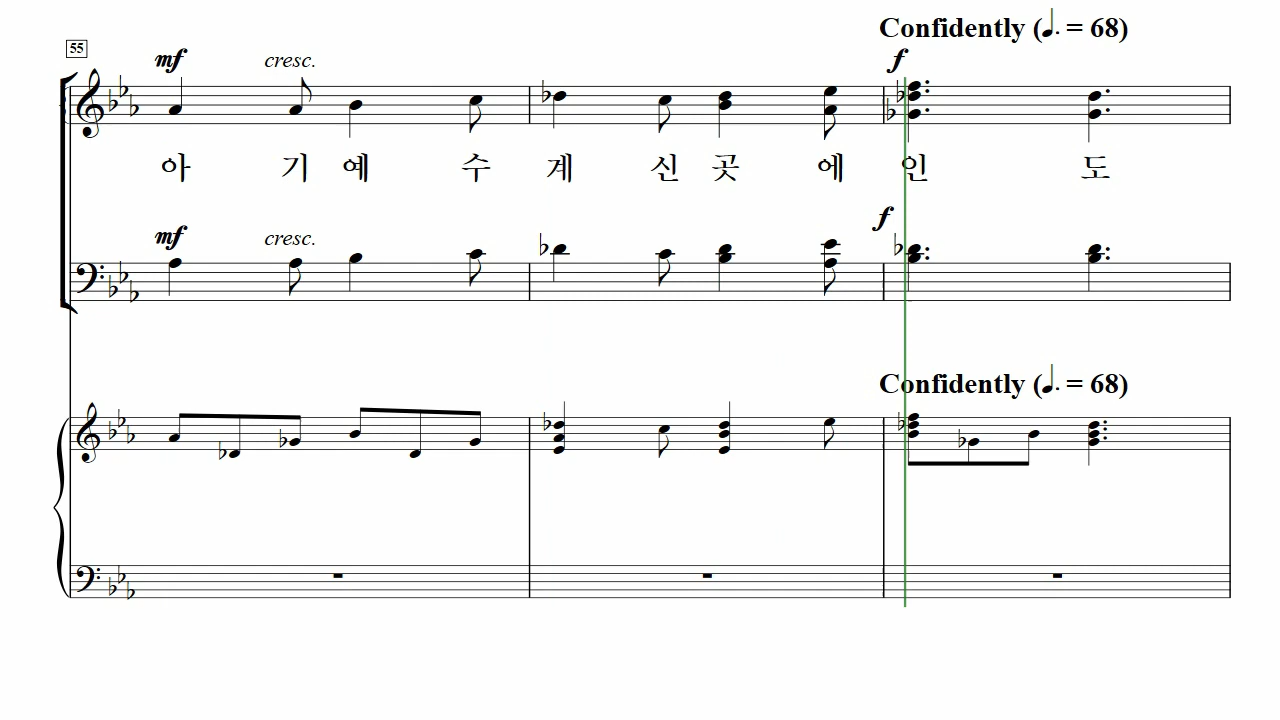 Confidently (♩. = 68)
55
mf cresc. f
아 기 예 수 계 신 곳 에 인 도
mf cresc. f
Confidently (♩. = 68)